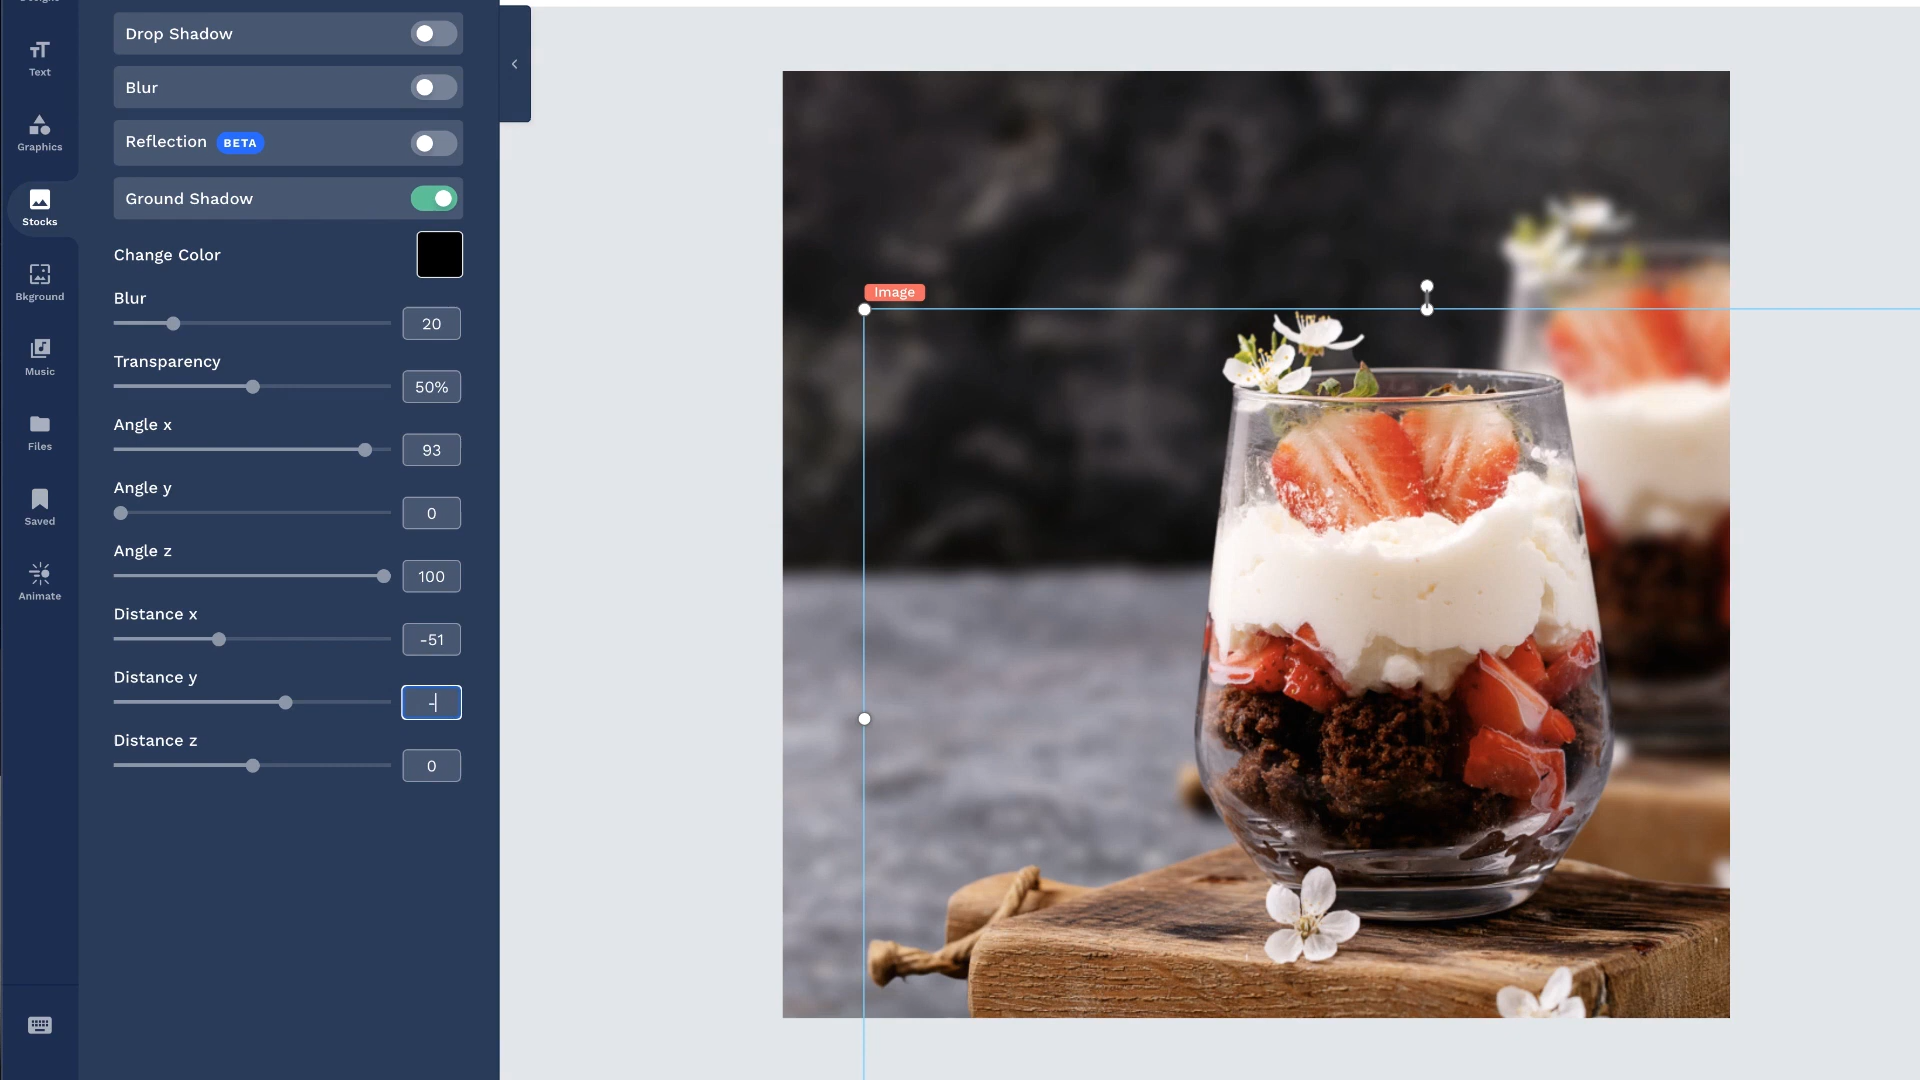 Text
Graphics
Stocks
Bkground
Music
Files
Saved
Animate
Drop Shadow
Blur
Reflection BETA
Ground Shadow
Change Color
Blur
20
Transparency
50%
Angle x
93
Angle y
0
Angle z
100
Distance x
-51
Distance y
-
Distance z
0
Image